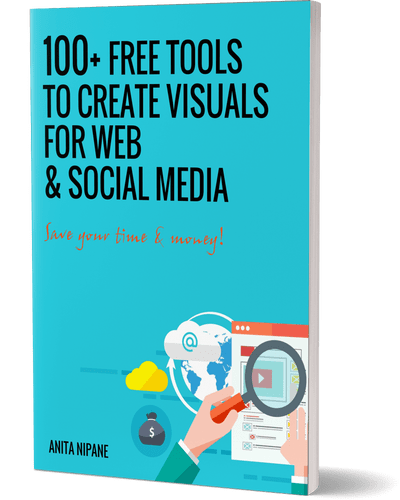 100+ FREE TOOLS
TO CREATE VISUALS
FOR WEB
& SOCIAL MEDIA
Save your time & money!
@
$
ANITA NIPANE